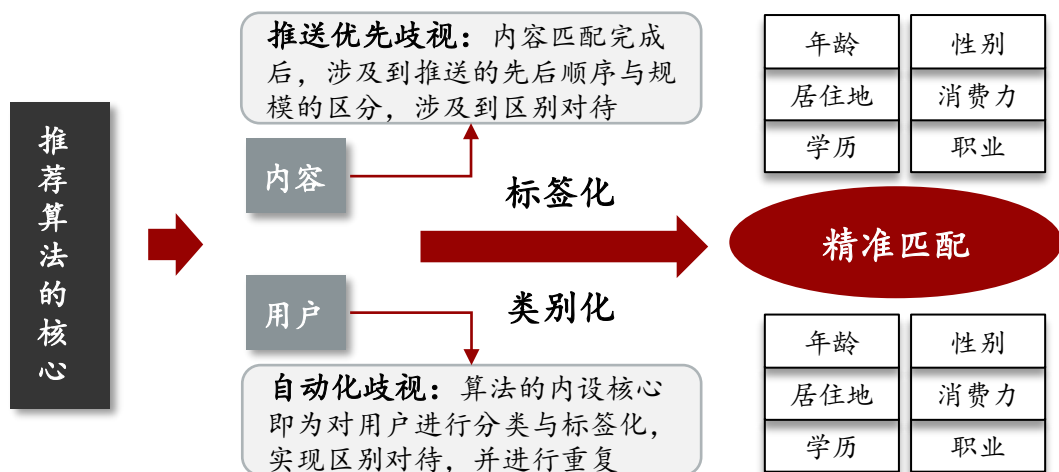 推荐算法的核心
推送优先歧视：内容匹配完成
后，涉及到推送的先后顺序与规
模的区分，涉及到区别对待
内容
标签化
类别化
用户
自动化歧视：算法的内设核心
即为对用户进行分类与标签化，
实现区别对待，并进行重复
年龄 性别
居住地 消费力
学历 职业
精准匹配
年龄 性别
居住地 消费力
学历 职业